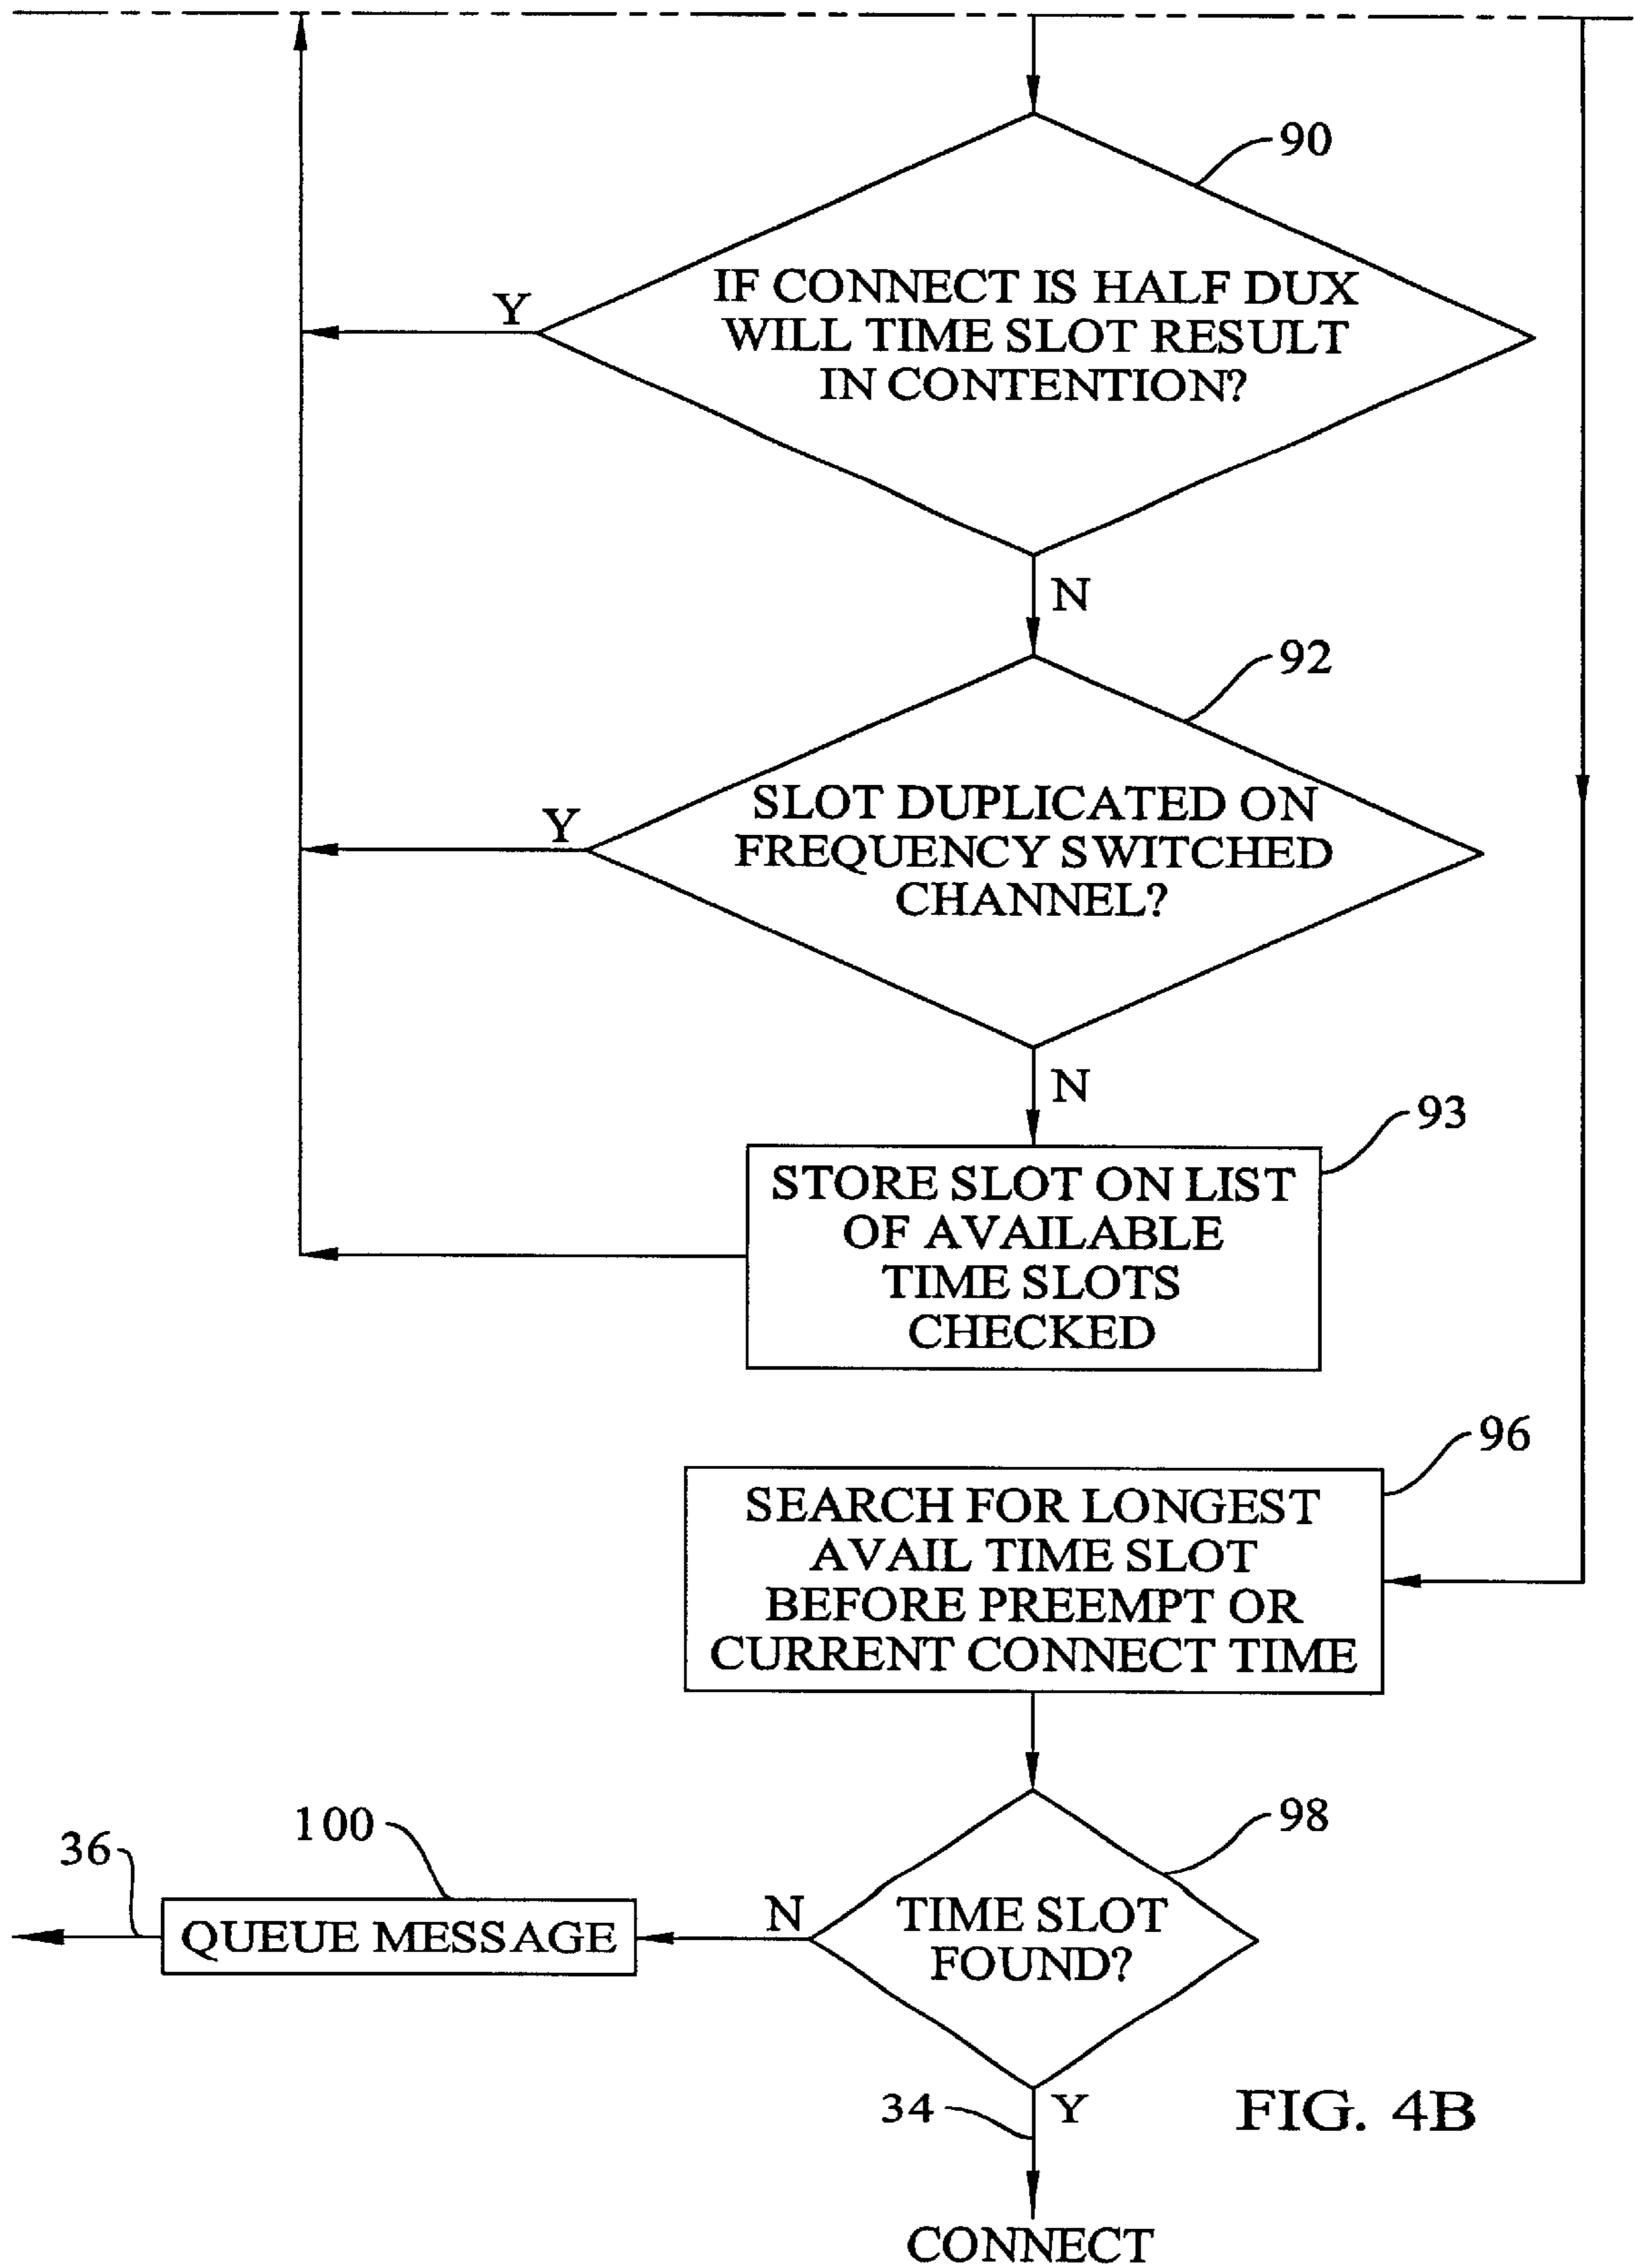 90
IF CONNECT IS HALF DUX
WILL TIME SLOT RESULT
IN CONTENTION?
Y
N
92
SLOT DUPLICATED ON
FREQUENCY SWITCHED
CHANNEL?
Y
N
93
STORE SLOT ON LIST
OF AVAILABLE
TIME SLOTS
CHECKED
96
SEARCH FOR LONGEST
AVAIL TIME SLOT
BEFORE PREEMPT OR
CURRENT CONNECT TIME
98
TIME SLOT
FOUND?
N
100
36
QUEUE MESSAGE
34
Y
CONNECT
FIG. 4B